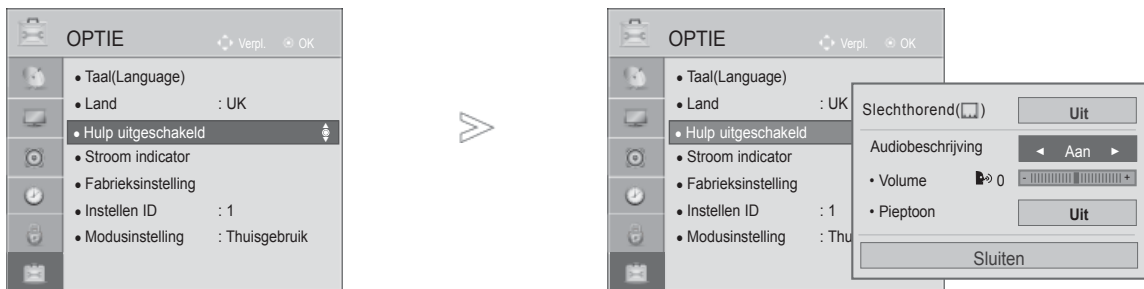 OPTIE Verpl. OK
• Taal(Language)
• Land : UK
• Hulp uitgeschakeld
• Stroom indicator
• Fabrieksinstelling
• Instellen ID : 1
• Modusinstelling : Thuisgebruik
OPTIE Verpl. OK
• Taal(Language)
• Land : UK
• Hulp uitgeschakeld
• Stroom indicator
• Fabrieksinstelling
• Instellen ID : 1
• Modusinstelling : Thu
Slechthorend( ) Uit
Audiobeschrijving ◄ Aan ►
• Volume 0 - +
• Pieptoon Uit
Sluiten